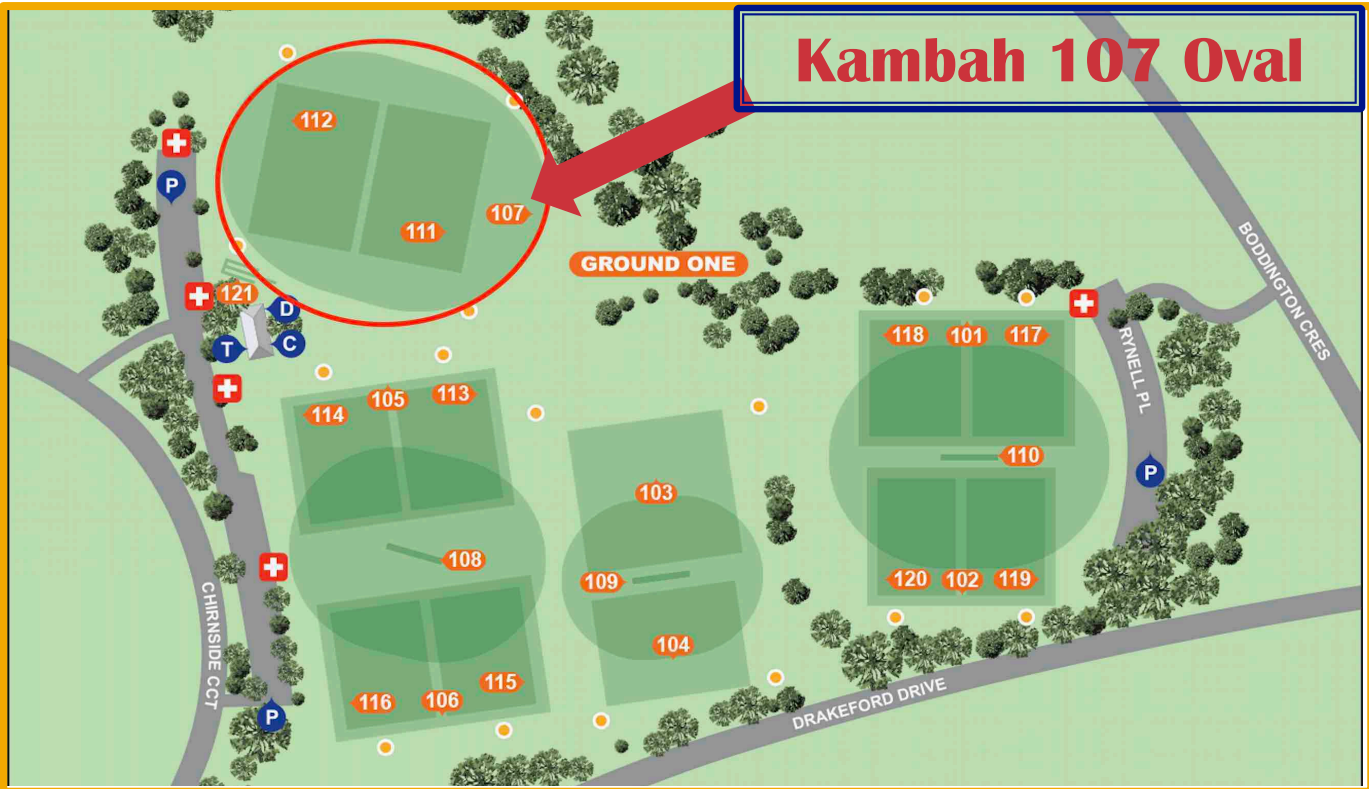 Kambah 107 Oval
112
P
111
107
GROUND ONE
BODDINGTON CRES
121
D
T
C
118
101
117
RYNELL PL
114
105
113
110
P
103
108
109
120
102
119
CHIRNSIDE CCT
104
116
106
115
P
DRAKEFORD DRIVE